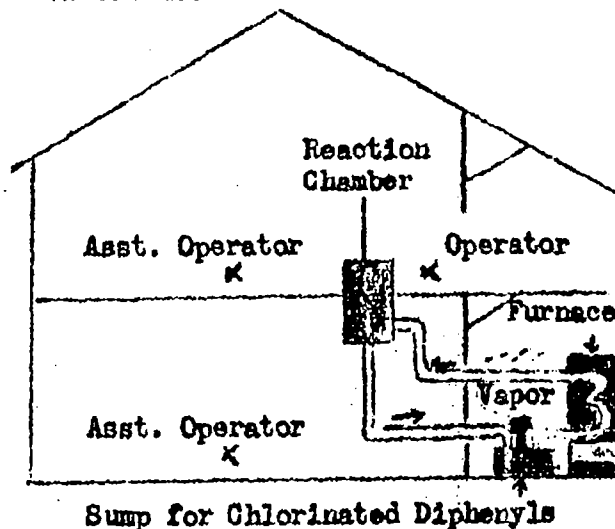 Reaction
Chamber
Asst. Operator
Operator
Furnace
Vapor
Asst. Operator
Sump for Chlorinated Diphenyls